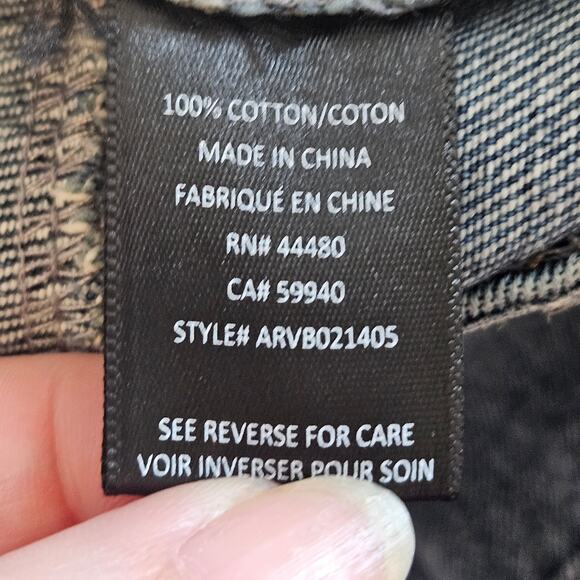 100% COTTON/COTON
MADE IN CHINA
FABRIQUÉ EN CHINE
RN# 44480
CA# 59940
STYLE# ARVB021405
SEE REVERSE FOR CARE
VOIR INVERSER POUR SOIN